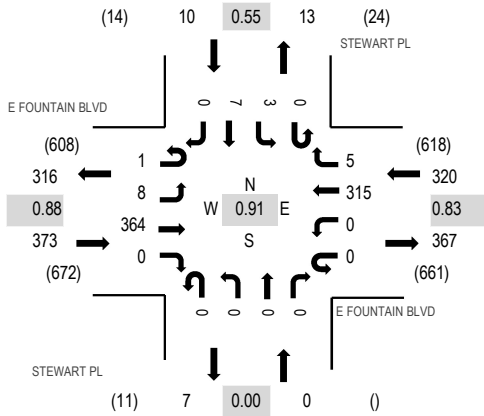 (14) 10 0.55 13 (24)
STEWART PL
E FOUNTAIN BLVD
0 7 3 0
(608) (618)
316 1 5 320
8 N 315
0.88 W 0.91 E 0.83
364 0
373 S 367
0 0
(672) (661)
0 0 0 0
E FOUNTAIN BLVD
STEWART PL
(11) 7 0.00 0 ()